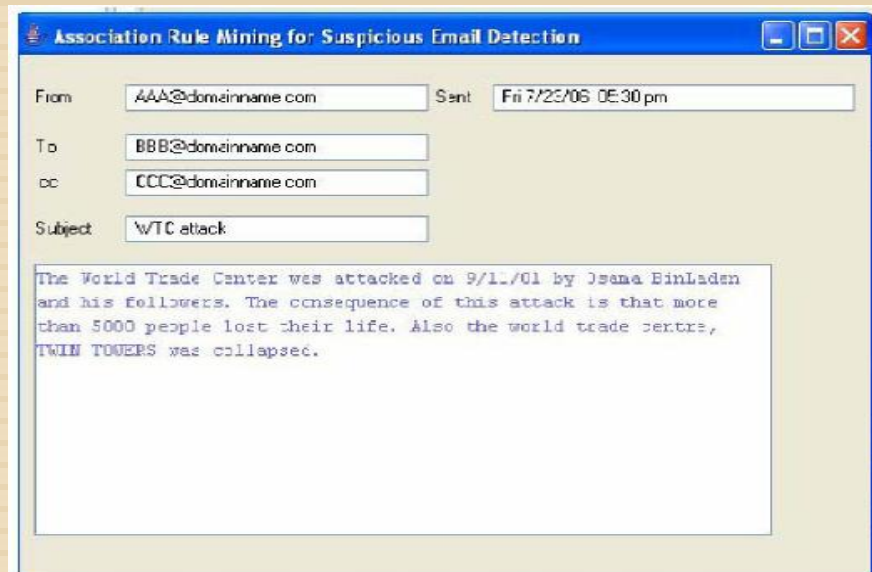 Association Rule Mining for Suspicious Email Detection
From AAA@domainname.com Sent Fri 7/23/06 05:30 pm
To BBB@domainname.com
cc CCC@domainname.com
Subject WTC attack
The World Trade Center was attacked on 9/11/01 by Osama BinLaden
and his followers. The consequence of this attack is that more
than 5000 people lost their life. Also the world trade centre,
TWIN TOWERS was collapsed.